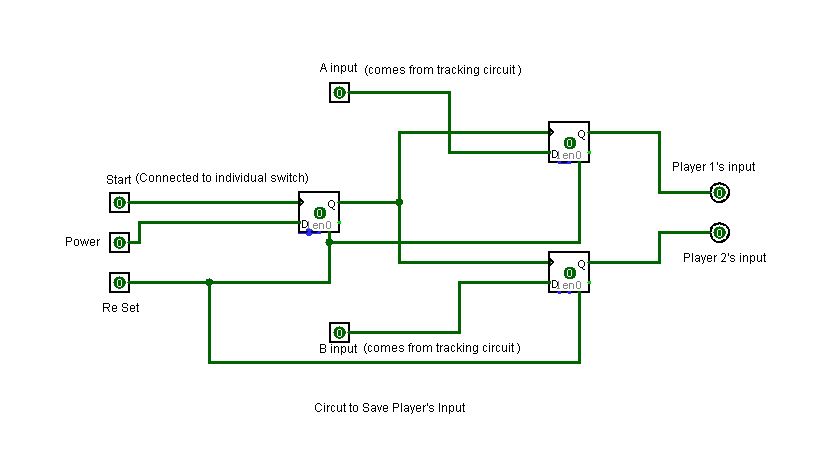 A input (comes from tracking circuit )
0
Q
0
D en0
Player 1's input
Start (Connected to individual switch)
0
Q
0
D en0
0
Power
0
0
Player 2's input
Q
0
D en0
0
Re Set
0
B input (comes from tracking circuit )
Circut to Save Player's Input